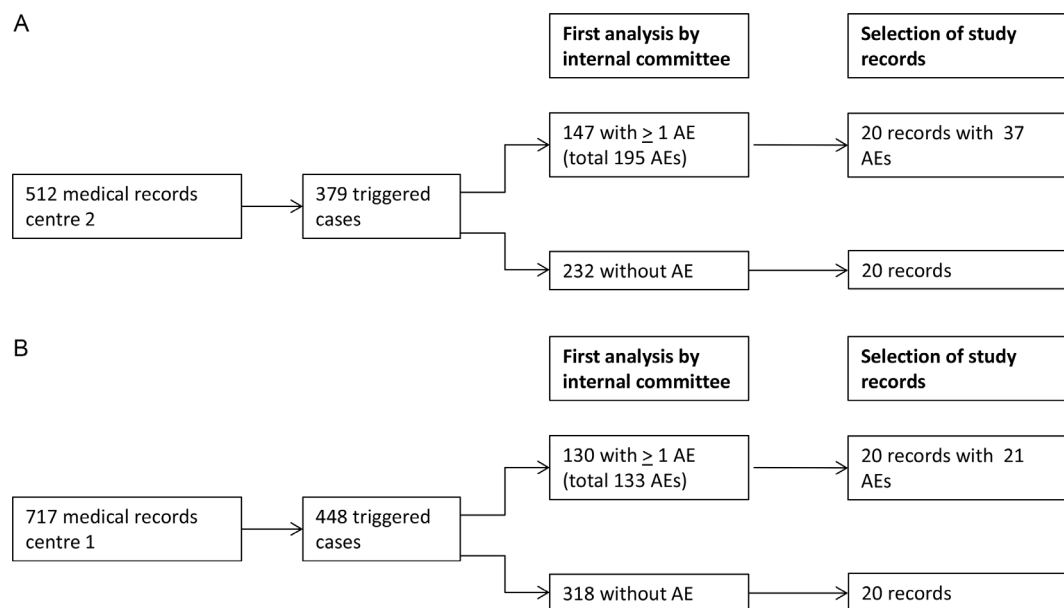 A
First analysis by
internal committee
Selection of study
records
147 with ≥ 1 AE
(total 195 AEs)
20 records with 37
AEs
512 medical records
centre 2
379 triggered
cases
232 without AE
20 records
B
First analysis by
internal committee
Selection of study
records
130 with ≥ 1 AE
(total 133 AEs)
20 records with 21
AEs
717 medical records
centre 1
448 triggered
cases
318 without AE
20 records